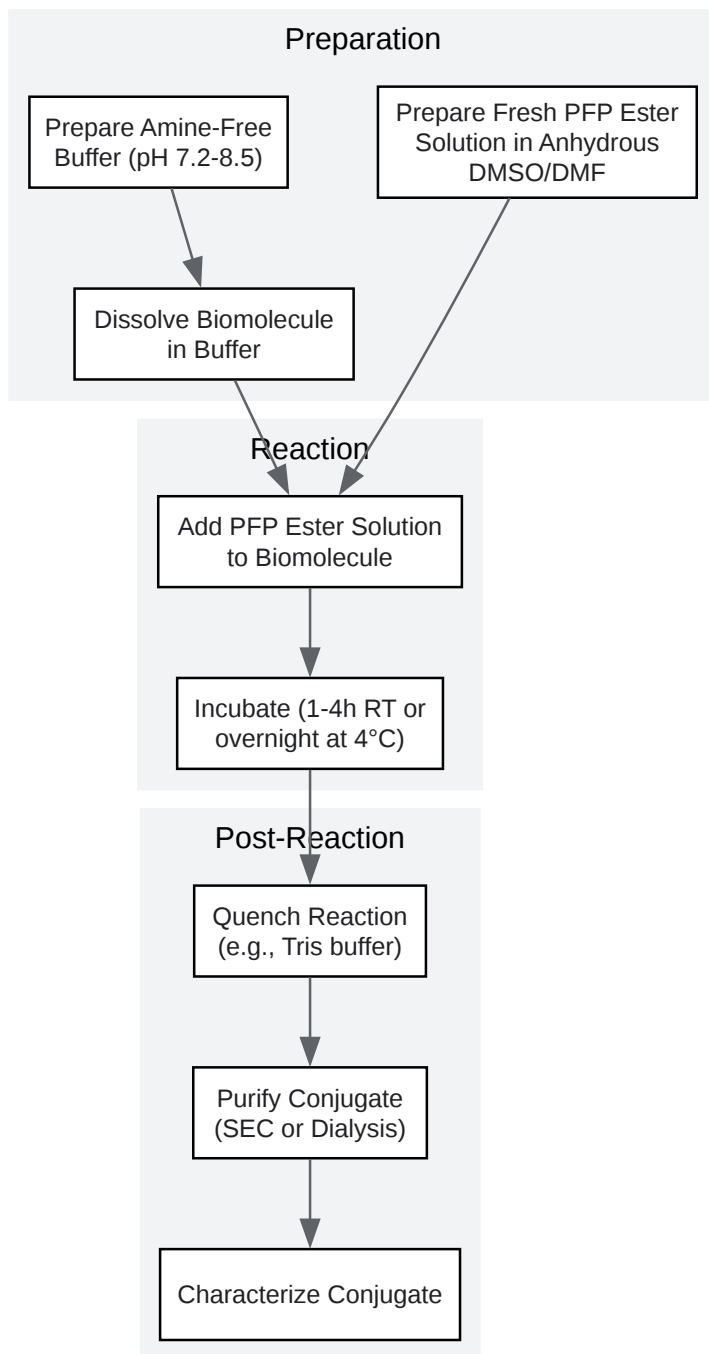 Preparation
Prepare Amine-Free
Buffer (pH 7.2-8.5)
Prepare Fresh PFP Ester
Solution in Anhydrous
DMSO/DMF
Dissolve Biomolecule
in Buffer
Reaction
Add PFP Ester Solution
to Biomolecule
Incubate (1-4h RT or
overnight at 4°C)
Post-Reaction
Quench Reaction
(e.g., Tris buffer)
Purify Conjugate
(SEC or Dialysis)
Characterize Conjugate